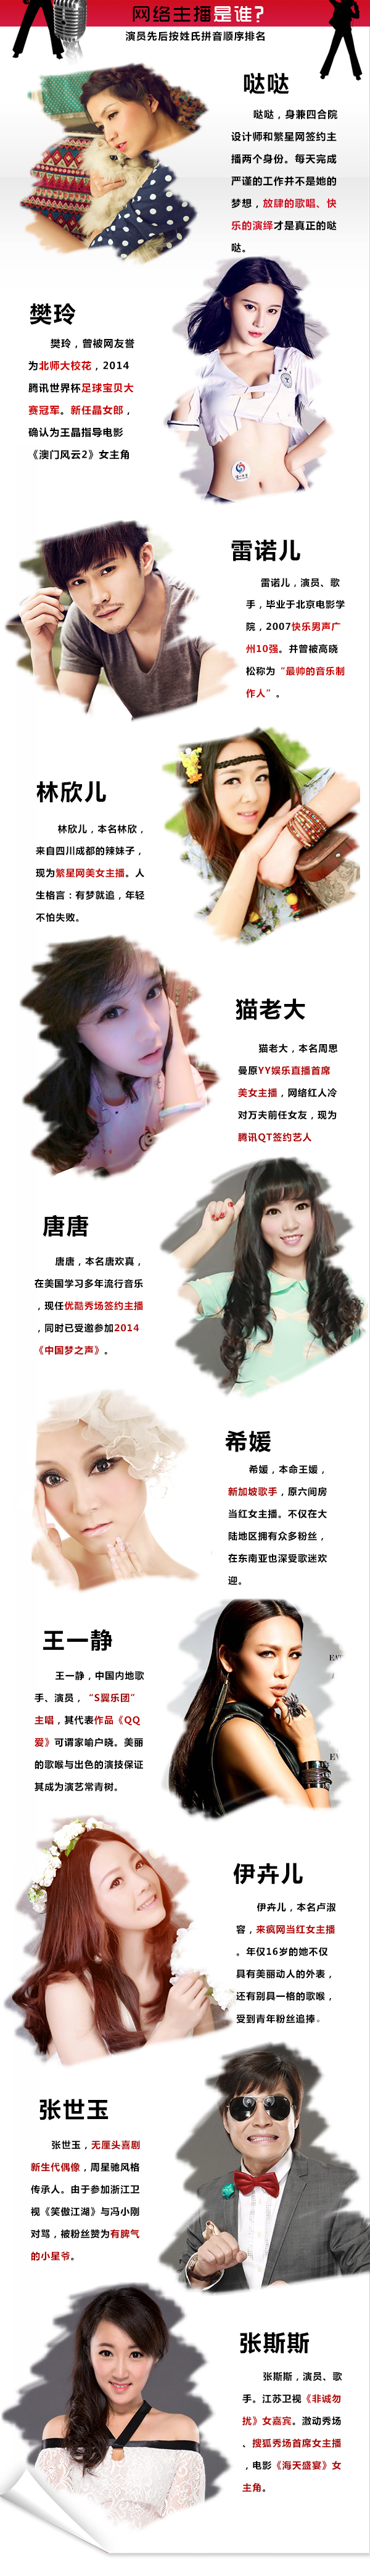 网络主播是谁?
演员先后按姓氏拼音顺序排名
哒哒
哒哒，身兼四合院
设计师和繁星网签约主
播两个身份。每天完成
严谨的工作并不是她的
梦想，放肆的歌唱、快
乐的演绎才是真正的哒
哒。
樊玲
樊玲，曾被网友誉
为北师大校花，2014
腾讯世界杯足球宝贝大
赛冠军。新任晶女郎，
确认为王晶指导电影
《澳门风云2》女主角
雷诺儿
雷诺儿，演员、歌
手，毕业于北京电影学
院，2007快乐男声广
州10强。并曾被高晓
松称为“最帅的音乐制
作人”。
林欣儿
林欣儿，本名林欣，
来自四川成都的辣妹子，
现为繁星网美女主播。人
生格言：有梦就追，年轻
不怕失败。
猫老大
猫老大，本名周思
曼原YY娱乐直播首席
美女主播，网络红人冷
对万夫前任女友，现为
腾讯QT签约艺人
唐唐
唐唐，本名唐欢真，
在美国学习多年流行音乐
，现任优酷秀场签约主播
，同时已受邀参加2014
《中国梦之声》。
希媛
希媛，本命王媛，
新加坡歌手，原六间房
当红女主播。不仅在大
陆地区拥有众多粉丝，
在东南亚也深受歌迷欢
迎。
王一静
王一静，中国内地歌
手、演员，“S翼乐团”
主唱，其代表作品《QQ
爱》可谓家喻户晓。美丽
的歌喉与出色的演技保证
其成为演艺常青树。
伊卉儿
伊卉儿，本名卢淑
容，来疯网当红女主播
。年仅16岁的她不仅
具有美丽动人的外表，
还有别具一格的歌喉，
受到青年粉丝追捧。
张世玉
张世玉，无厘头喜剧
新生代偶像，周星驰风格
传承人。由于参加浙江卫
视《笑傲江湖》与冯小刚
对骂，被粉丝赞为有脾气
的小星爷。
张斯斯
张斯斯，演员、歌
手。江苏卫视《非诚勿
扰》女嘉宾。激动秀场
、搜狐秀场首席女主播
，电影《海天盛宴》女
主角。